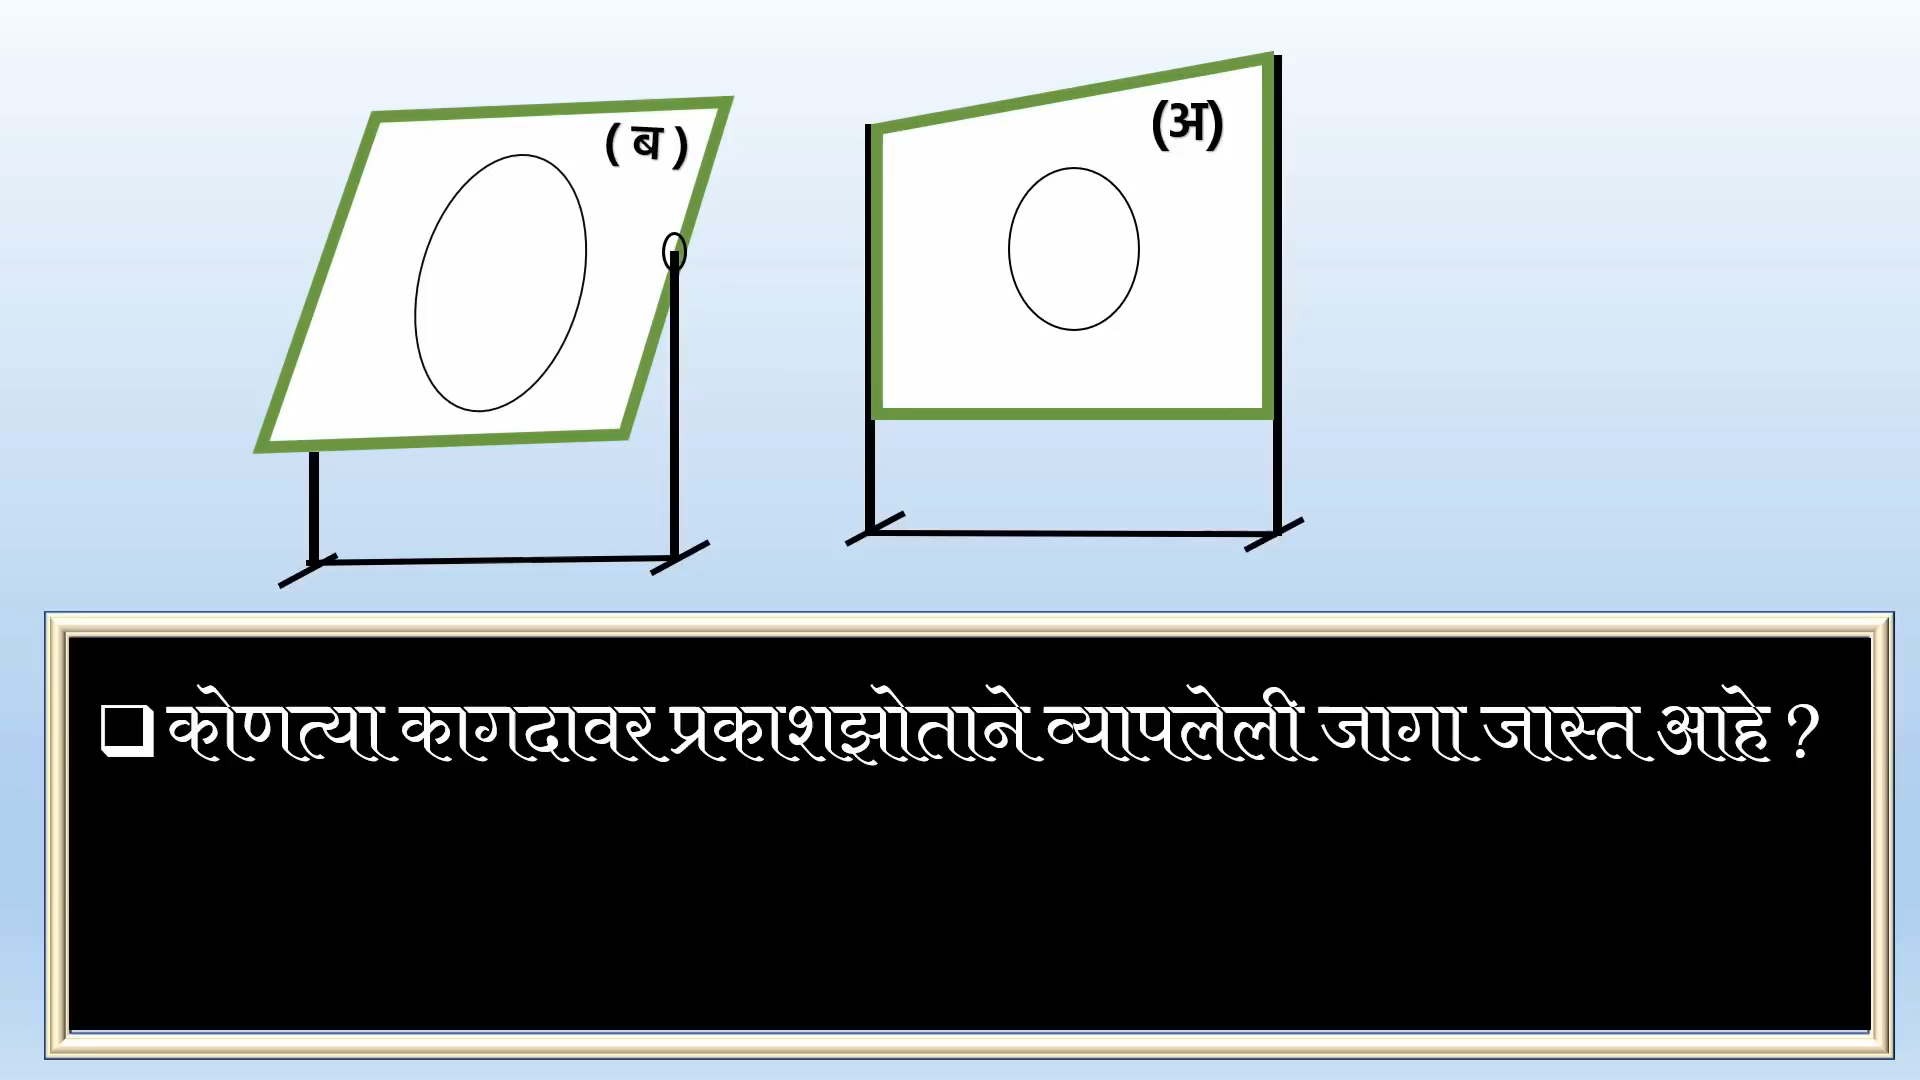 ( ब )
(अ)
❑ कोणत्या कागदावर प्रकाशझोताने व्यापलेली जागा जास्त आहे ?